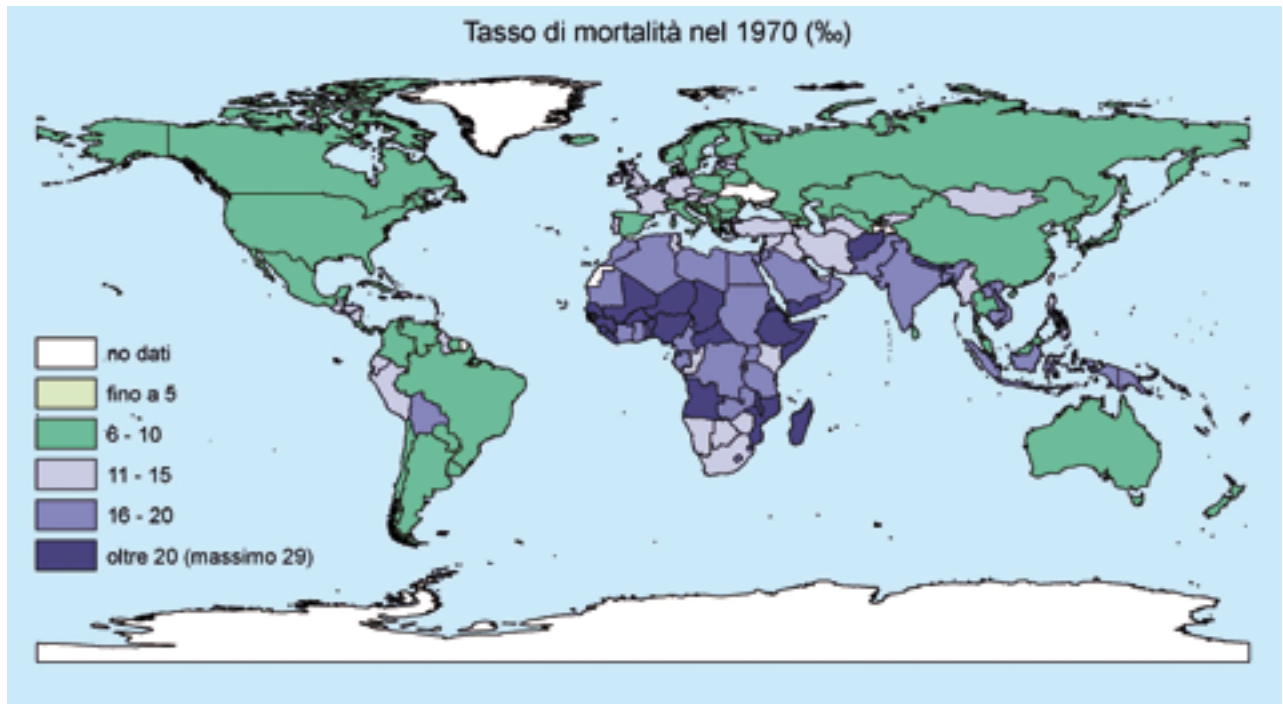 Tasso di mortalità nel 1970 (‰)
no dati
fino a 5
6 - 10
11 - 15
16 - 20
oltre 20 (massimo 29)